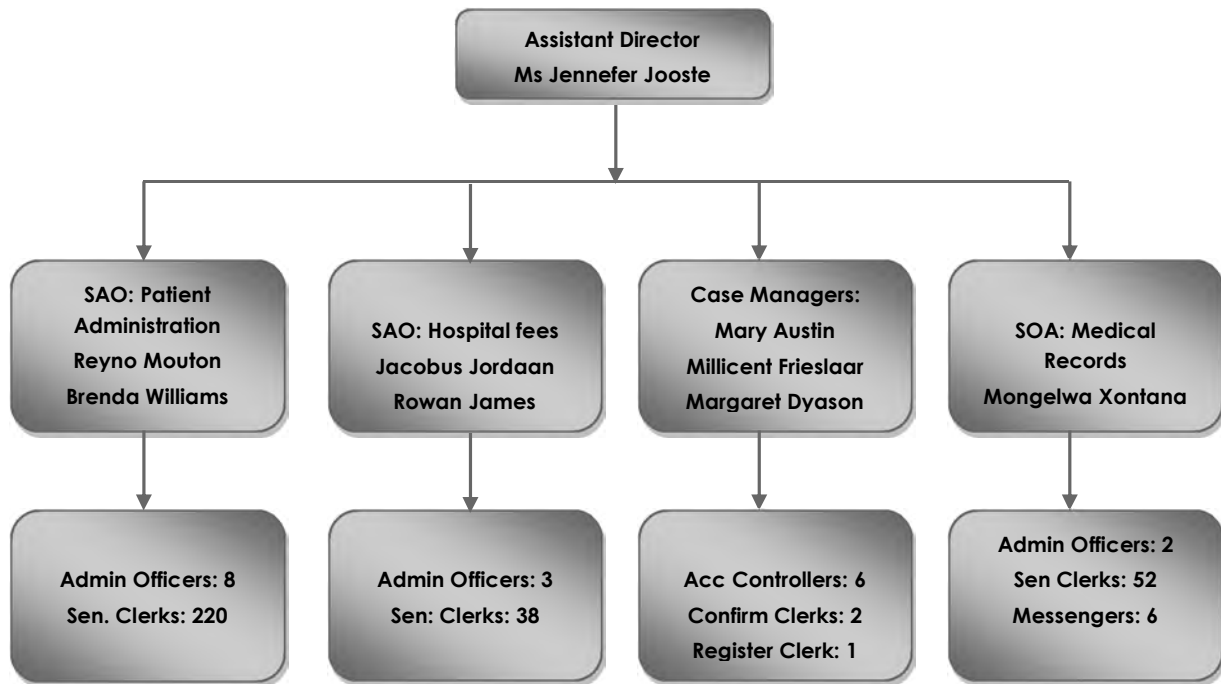 Assistant Director
Ms Jennefer Jooste
SAO: Patient
Administration
Reyno Mouton
Brenda Williams
SAO: Hospital fees
Jacobus Jordaan
Rowan James
Case Managers:
Mary Austin
Millicent Frieslaar
Margaret Dyason
SOA: Medical
Records
Mongelwa Xontana
Admin Officers: 8
Sen. Clerks: 220
Admin Officers: 3
Sen: Clerks: 38
Acc Controllers: 6
Confirm Clerks: 2
Register Clerk: 1
Admin Officers: 2
Sen Clerks: 52
Messengers: 6